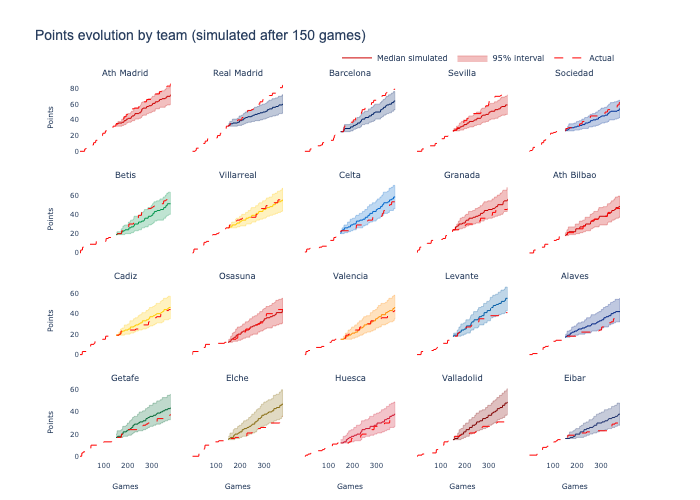 Points evolution by team (simulated after 150 games)
Median simulated 95% interval Actual
Ath Madrid Real Madrid Barcelona Sevilla Sociedad
80
60
40
20
0
Points
Betis Villarreal Celta Granada Ath Bilbao
60
40
20
0
Points
Cadiz Osasuna Valencia Levante Alaves
60
40
20
0
Points
Getafe Elche Huesca Valladolid Eibar
60
40
20
0
Points
100 200 300 100 200 300 100 200 300 100 200 300 100 200 300
Games Games Games Games Games